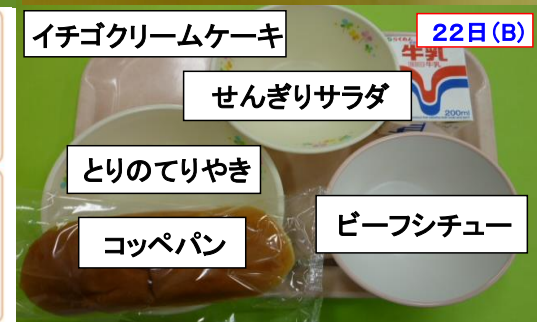 イチゴクリームケーキ
22日(B)
牛乳
200ml
せんぎりサラダ
とりのてりやき
コッペパン
ビーフシチュー